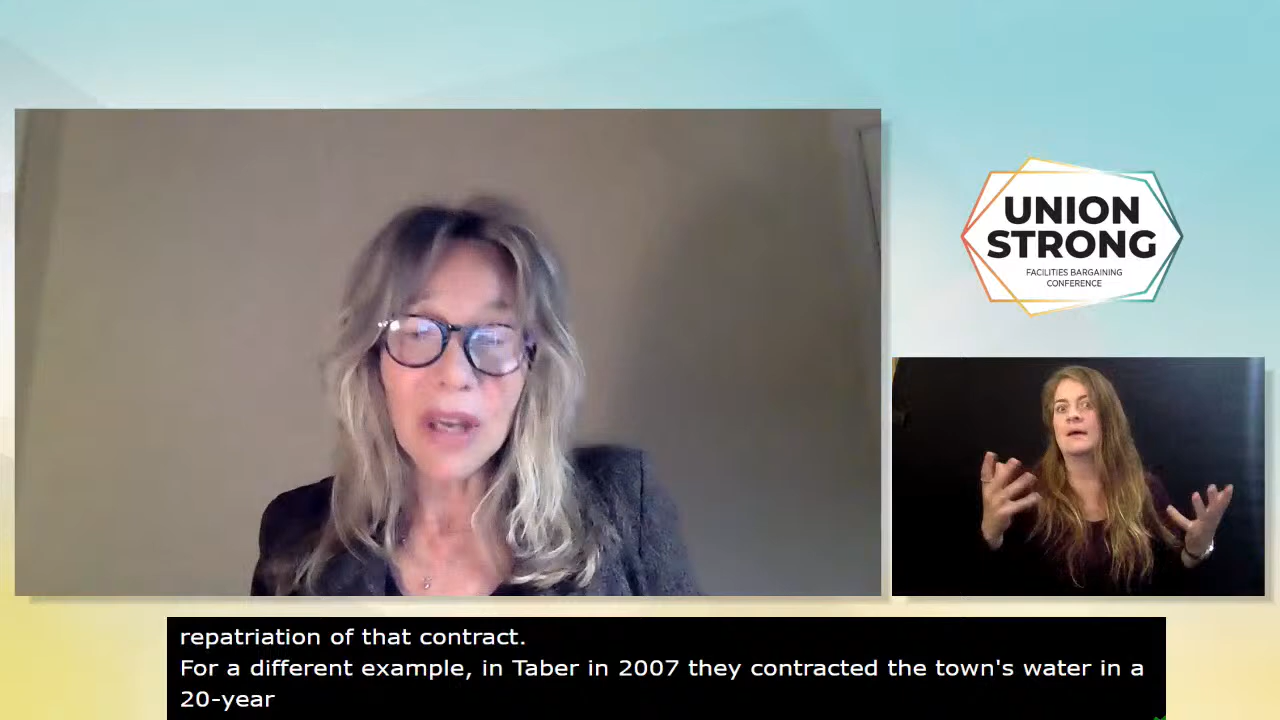 UNION
STRONG
FACILITIES BARGAINING
CONFERENCE
repatriation of that contract.
For a different example, in Taber in 2007 they contracted the town's water in a
20-year